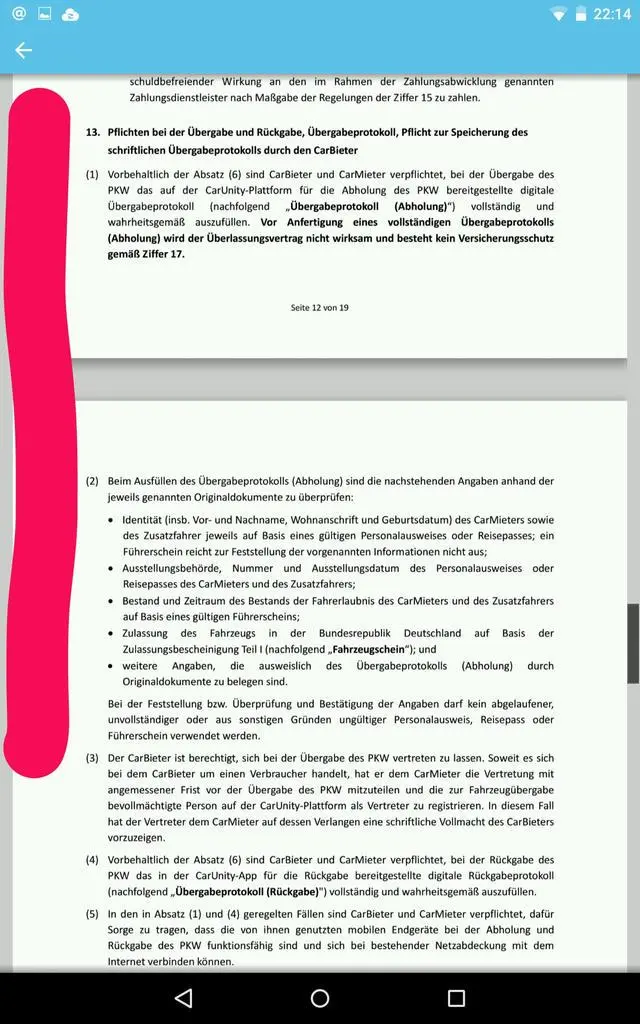 @ 22:14
schuldbefreiender Wirkung an den im Rahmen der Zahlungsabwicklung genannten
Zahlungsdienstleister nach Maßgabe der Regelungen der Ziffer 15 zu zahlen.
13. Pflichten bei der Übergabe und Rückgabe, Übergabeprotokoll, Pflicht zur Speicherung des
schriftlichen Übergabeprotokolls durch den CarBieter
(1) Vorbehaltlich der Absatz (6) sind CarBieter und CarMieter verpflichtet, bei der Übergabe des
PKW das auf der CarUnity-Plattform für die Abholung des PKW bereitgestellte digitale
Übergabeprotokoll (nachfolgend „Übergabeprotokoll (Abholung)“) vollständig und
wahrheitsgemäß auszufüllen. Vor Anfertigung eines vollständigen Übergabeprotokolls
(Abholung) wird der Überlassungsvertrag nicht wirksam und besteht kein Versicherungsschutz
gemäß Ziffer 17.
Seite 12 von 19
(2) Beim Ausfüllen des Übergabeprotokolls (Abholung) sind die nachstehenden Angaben anhand der
jeweils genannten Originaldokumente zu überprüfen:
• Identität (insb. Vor- und Nachname, Wohnanschrift und Geburtsdatum) des CarMieters sowie
des Zusatzfahrer jeweils auf Basis eines gültigen Personalausweises oder Reisepasses; ein
Führerschein reicht zur Feststellung der vorgenannten Informationen nicht aus;
• Ausstellungsbehörde, Nummer und Ausstellungsdatum des Personalausweises oder
Reisepasses des CarMieters und des Zusatzfahrers;
• Bestand und Zeitraum des Bestands der Fahrerlaubnis des CarMieters und des Zusatzfahrers
auf Basis eines gültigen Führerscheins;
• Zulassung des Fahrzeugs in der Bundesrepublik Deutschland auf Basis der
Zulassungsbescheinigung Teil I (nachfolgend „Fahrzeugschein“); und
• weitere Angaben, die ausweislich des Übergabeprotokolls (Abholung) durch
Originaldokumente zu belegen sind.
Bei der Feststellung bzw. Überprüfung und Bestätigung der Angaben darf kein abgelaufener,
unvollständiger oder aus sonstigen Gründen ungültiger Personalausweis, Reisepass oder
Führerschein verwendet werden.
(3) Der CarBieter ist berechtigt, sich bei der Übergabe des PKW vertreten zu lassen. Soweit es sich
bei dem CarBieter um einen Verbraucher handelt, hat er dem CarMieter die Vertretung mit
angemessener Frist vor der Übergabe des PKW mitzuteilen und die zur Fahrzeugübergabe
bevollmächtigte Person auf der CarUnity-Plattform als Vertreter zu registrieren. In diesem Fall
hat der Vertreter dem CarMieter auf dessen Verlangen eine schriftliche Vollmacht des CarBieters
vorzuzeigen.
(4) Vorbehaltlich der Absatz (6) sind CarBieter und CarMieter verpflichtet, bei der Rückgabe des
PKW das in der CarUnity-App für die Rückgabe bereitgestellte digitale Rückgabeprotokoll
(nachfolgend „Übergabeprotokoll (Rückgabe)") vollständig und wahrheitsgemäß auszufüllen.
(5) In den in Absatz (1) und (4) geregelten Fällen sind CarBieter und CarMieter verpflichtet, dafür
Sorge zu tragen, dass die von ihnen genutzten mobilen Endgeräte bei der Abholung und
Rückgabe des PKW funktionsfähig sind und sich bei bestehender Netzabdeckung mit dem
Internet verbinden können.